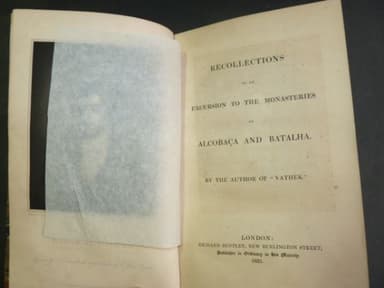 RECOLLECTIONS
OF AN
EXCURSION TO THE MONASTERIES
OF
ALCOBAÇA AND BATALHA.
BY THE AUTHOR OF "VATHEK."
LONDON:
RICHARD BENTLEY, NEW BURLINGTON STREET,
Publisher in Ordinary to His Majesty.
1835.